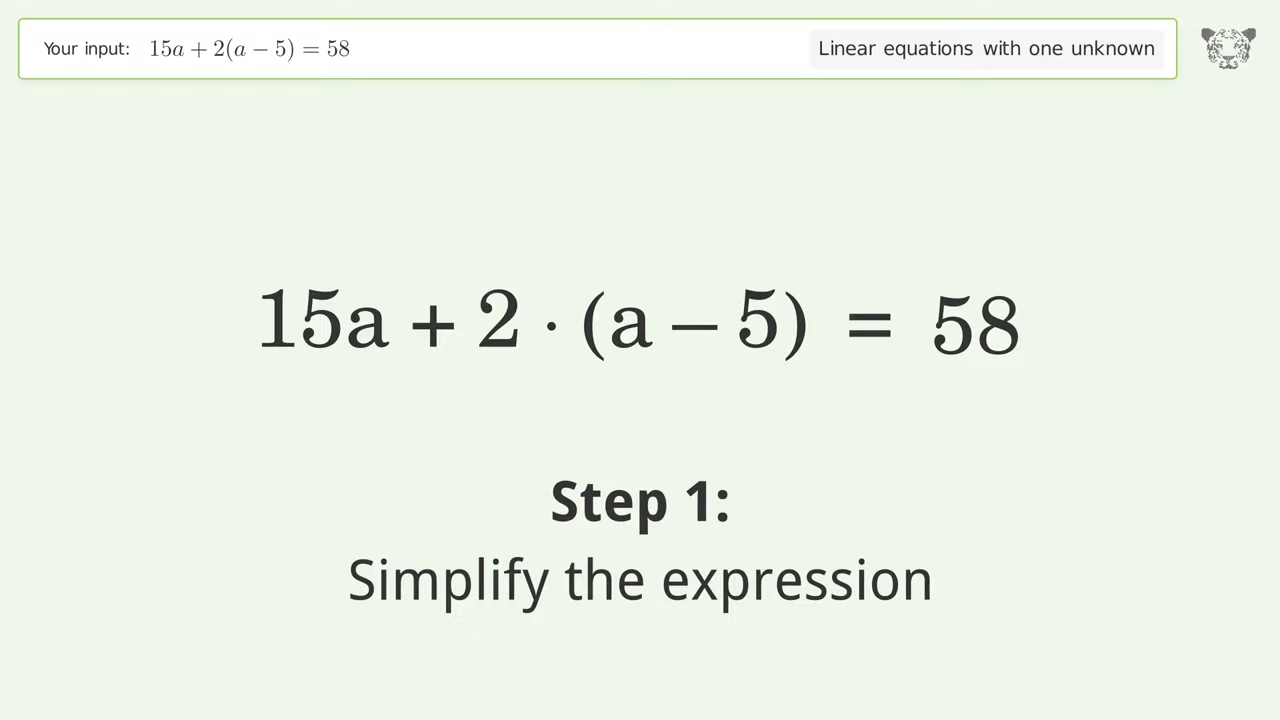 Your input: 15a + 2(a − 5) = 58
Linear equations with one unknown
15a + 2 · (a − 5) = 58
Step 1:
Simplify the expression